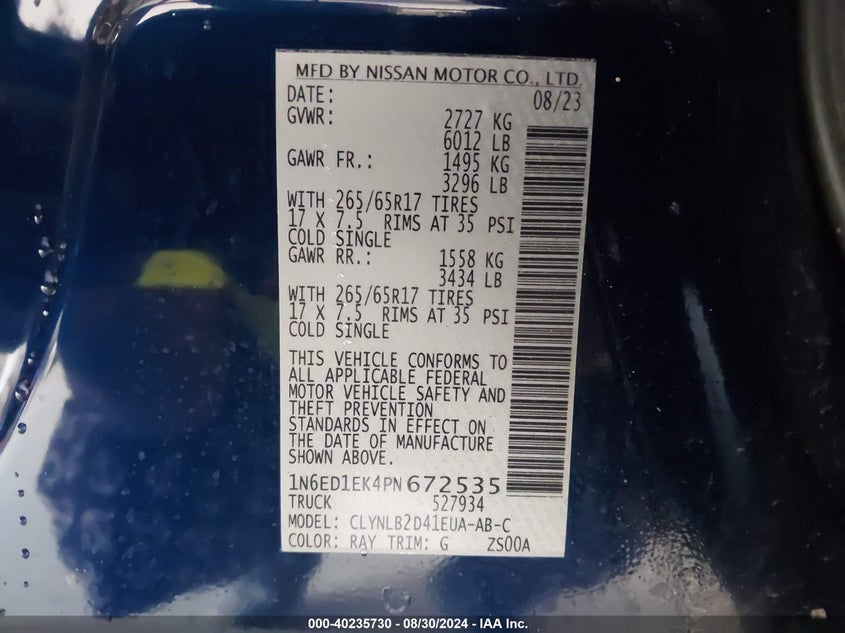 MFD BY NISSAN MOTOR CO., LTD.
DATE: 08/23
GVWR: 2727 KG
6012 LB
GAWR FR.: 1495 KG
3296 LB
WITH 265/65R17 TIRES
17 X 7.5 RIMS AT 35 PSI
COLD SINGLE
GAWR RR.: 1558 KG
3434 LB
WITH 265/65R17 TIRES
17 X 7.5 RIMS AT 35 PSI
COLD SINGLE
THIS VEHICLE CONFORMS TO
ALL APPLICABLE FEDERAL
MOTOR VEHICLE SAFETY AND
THEFT PREVENTION
STANDARDS IN EFFECT ON
THE DATE OF MANUFACTURE
SHOWN ABOVE.
1N6ED1EK4PN672535
TRUCK 527934
MODEL: CLYNLB2D41EUA-AB-C
COLOR: RAY TRIM: G ZS00A
000-40235730 - 08/30/2024 - IAA Inc.